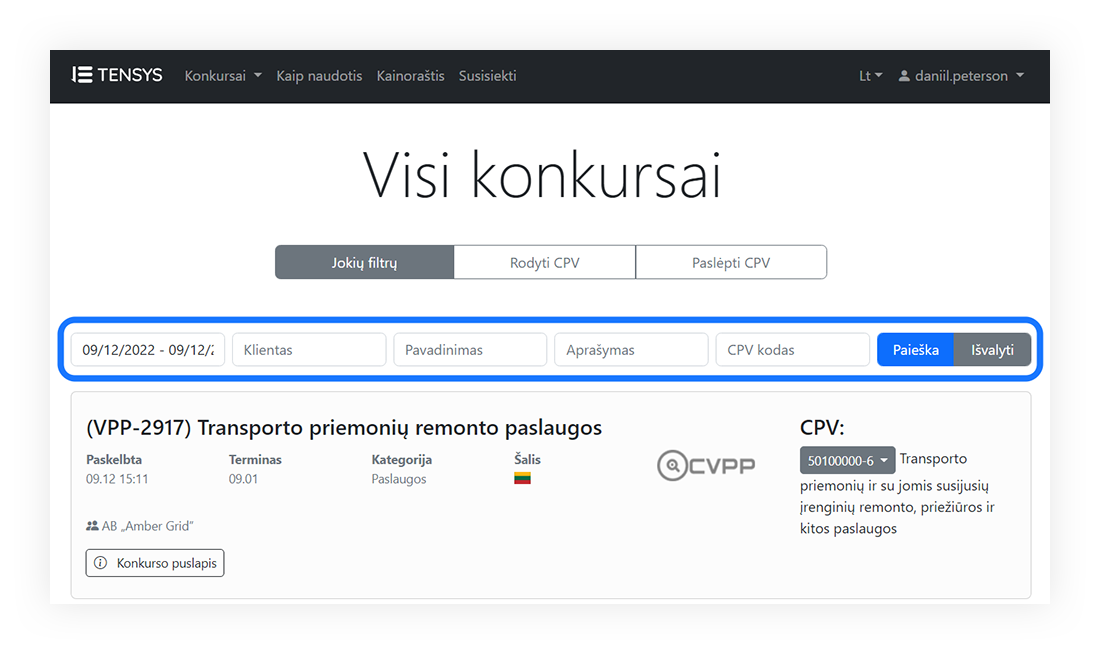 TENSYS Konkursai Kaip naudotis Kainoraštis Susisiekti Lt daniil.peterson
Visi konkursai
Jokių filtrų Rodyti CPV Paslėpti CPV
09/12/2022 - 09/12/2 Klientas Pavadinimas Aprašymas CPV kodas Paieška Išvalyti
(VPP-2917) Transporto priemonių remonto paslaugos
Paskelbta Terminas Kategorija Šalis
09.12 15:11 09.01 Paslaugos
AB „Amber Grid“
Konkurso puslapis
CVPP
CPV:
50100000-6 Transporto
priemonių ir su jomis susijusių
įrenginių remonto, priežiūros ir
kitos paslaugos